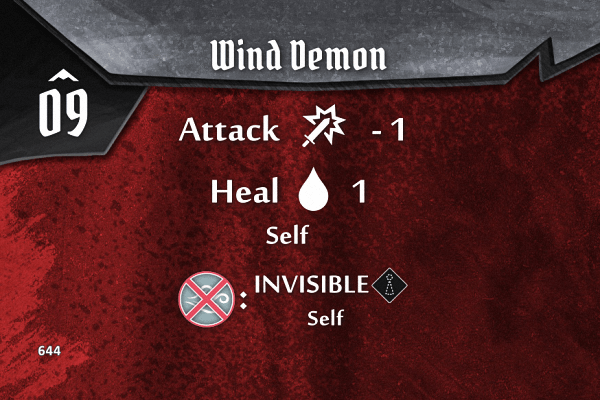 Wind Demon
09
Attack - 1
Heal 1
Self
: INVISIBLE
Self
644